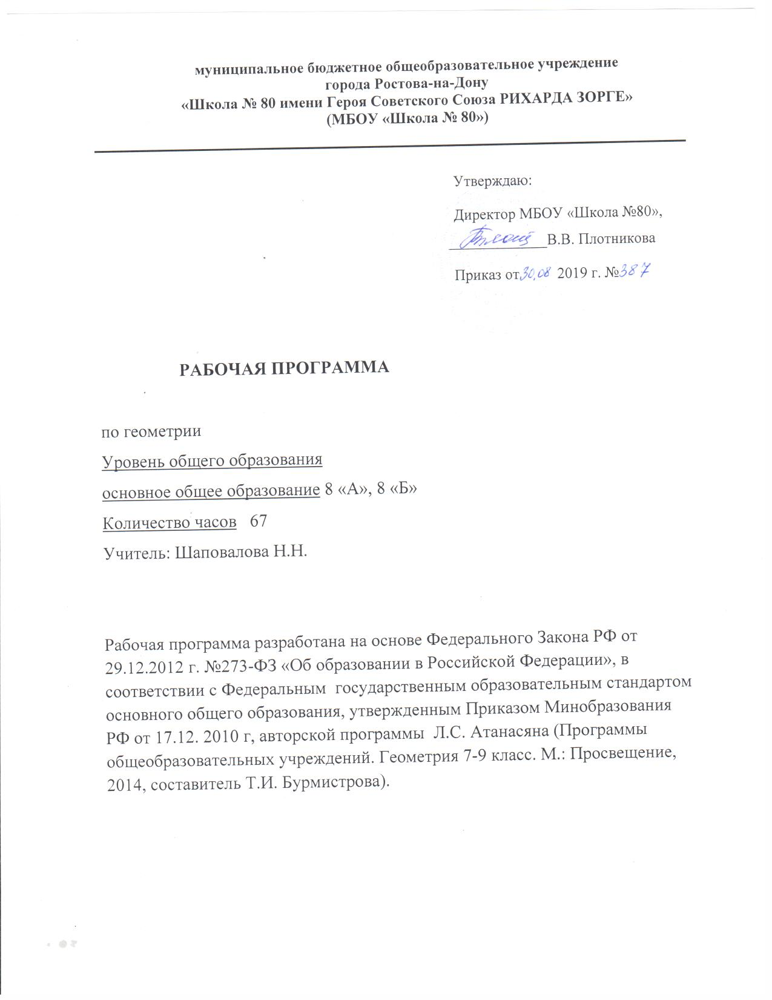 муниципальное бюджетное общеобразовательное учреждение
города Ростова-на-Дону
«Школа № 80 имени Героя Советского Союза РИХАРДА ЗОРГЕ»
(МБОУ «Школа № 80»)
Утверждаю:
Директор МБОУ «Школа №80»,
____________В.В. Плотникова
Приказ от 30.08 2019 г. №387
РАБОЧАЯ ПРОГРАММА
по геометрии
Уровень общего образования
основное общее образование 8 «А», 8 «Б»
Количество часов 67
Учитель: Шаповалова Н.Н.
Рабочая программа разработана на основе Федерального Закона РФ от
29.12.2012 г. №273-ФЗ «Об образовании в Российской Федерации», в
соответствии с Федеральным государственным образовательным стандартом
основного общего образования, утвержденным Приказом Минобразования
РФ от 17.12. 2010 г, авторской программы Л.С. Атанасяна (Программы
общеобразовательных учреждений. Геометрия 7-9 класс. М.: Просвещение,
2014, составитель Т.И. Бурмистрова).